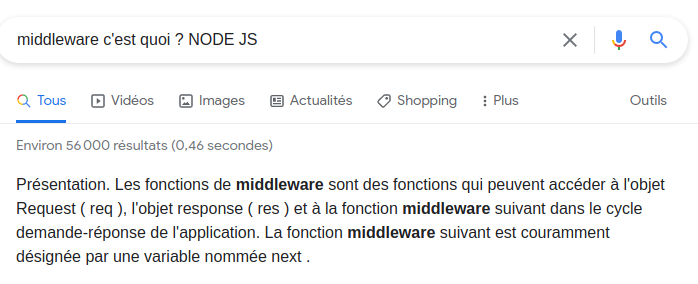 middleware c'est quoi ? NODE JS
Tous Vidéos Images Actualités Shopping Plus Outils
Environ 56 000 résultats (0,46 secondes)
Présentation. Les fonctions de middleware sont des fonctions qui peuvent accéder à l'objet
Request ( req ), l'objet response ( res ) et à la fonction middleware suivant dans le cycle
demande-réponse de l'application. La fonction middleware suivant est couramment
désignée par une variable nommée next .